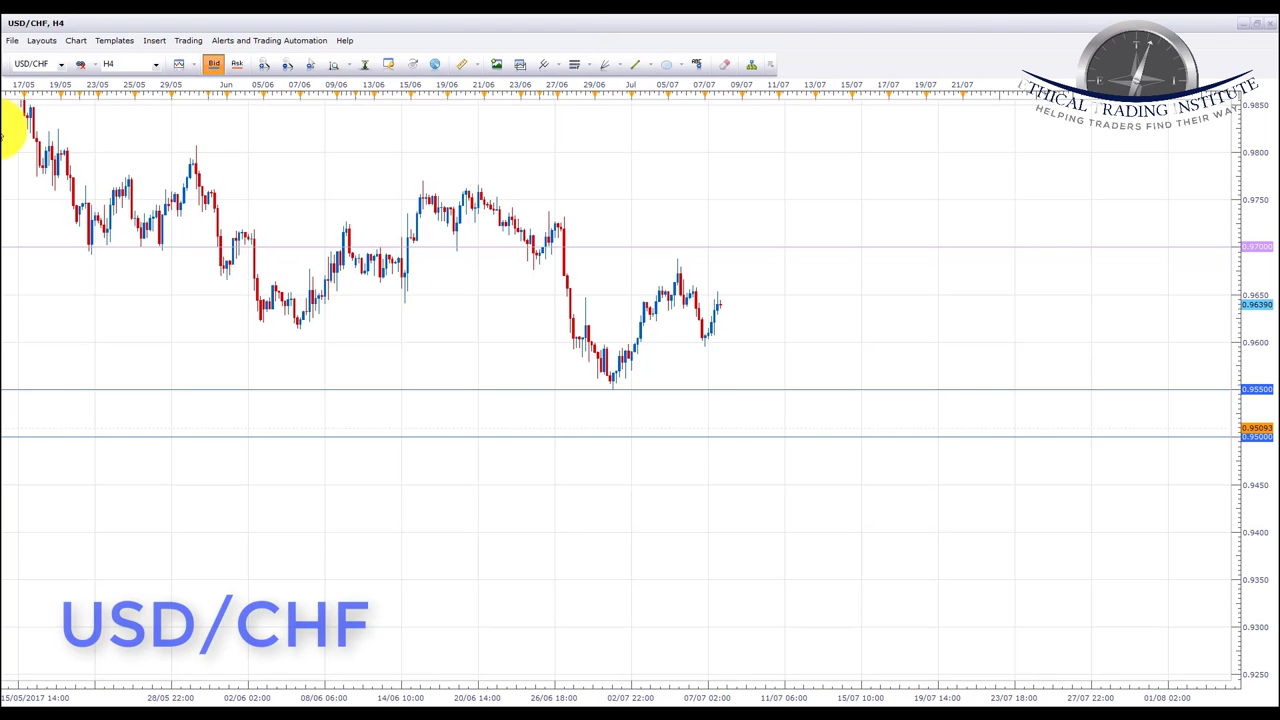 USD/CHF, H4
File Layouts Chart Templates Insert Trading Alerts and Trading Automation Help
USD/CHF H4 Bid Ask ABC
17/05 19/05 23/05 25/05 29/05 Jun 05/06 07/06 09/06 13/06 15/06 19/06 21/06 23/06 27/06 29/06 Jul 05/07 07/07 09/07 11/07 13/07 15/07 17/07 19/07 21/07
THICAL TRADING INSTITUTE
HELPING TRADERS FIND THEIR WAY
0.9850
0.9800
0.9750
0.97000
0.9650
0.96390
0.9600
0.95500
0.95093
0.95000
0.9450
0.9400
0.9350
0.9300
0.9250
USD/CHF
15/05/2017 14:00 28/05 22:00 02/06 02:00 08/06 06:00 14/06 10:00 20/06 14:00 26/06 18:00 02/07 22:00 07/07 02:00 11/07 06:00 15/07 10:00 19/07 14:00 23/07 18:00 27/07 22:00 01/08 02:00